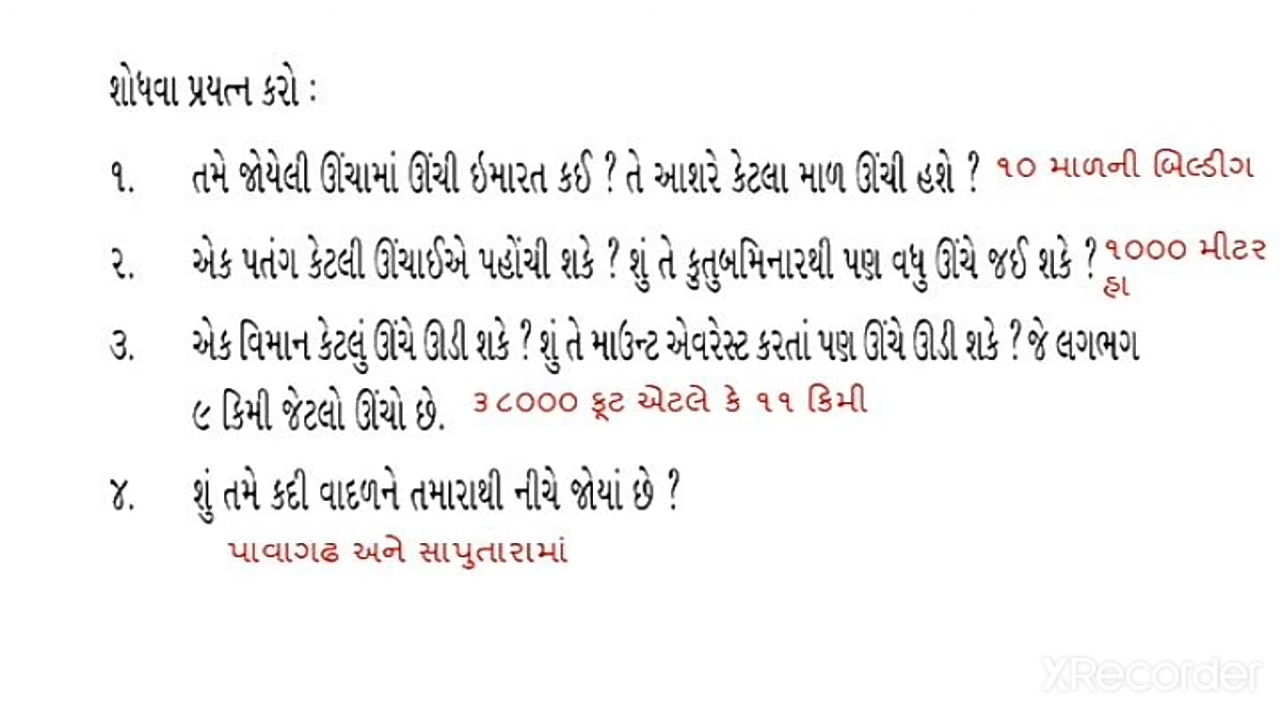 શોધવા પ્રયત્ન કરો :
૧. તમે જોયેલી ઊંચામાં ઊંચી ઇમારત કઈ ? તે આશરે કેટલા માળ ઊંચી હશે ? ૧૦ માળની બિલ્ડીગ
૨. એક પતંગ કેટલી ઊંચાઈએ પહોંચી શકે ? શું તે કુતુબમિનારથી પણ વધુ ઊંચે જઈ શકે ? ૧૦૦૦ મીટર
હા
૩. એક વિમાન કેટલું ઊંચે ઊડી શકે ? શું તે માઉન્ટ એવરેસ્ટ કરતાં પણ ઊંચે ઊડી શકે ? જે લગભગ
૯ કિમી જેટલો ઊંચો છે. ૩૮૦૦૦ ફૂટ એટલે કે ૧૧ કિમી
૪. શું તમે કદી વાદળને તમારાથી નીચે જોયાં છે ?
પાવાગઢ અને સાપુતારામાં
XRecorder